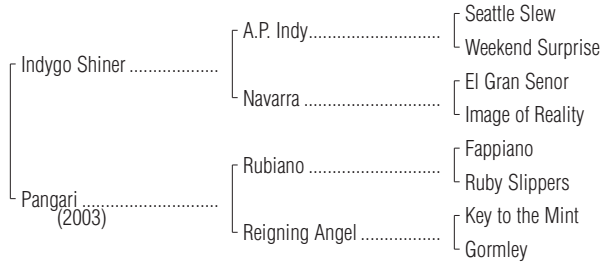 Seattle Slew
A.P. Indy
Weekend Surprise
Indygo Shiner
El Gran Senor
Navarra
Image of Reality
Fappiano
Rubiano
Ruby Slippers
Pangari
(2003)
Key to the Mint
Reigning Angel
Gormley